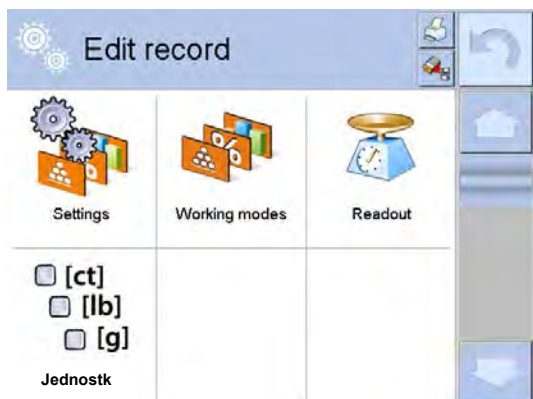 Edit record
Settings
Working modes
Readout
[ct]
[lb]
[g]
Jednostk